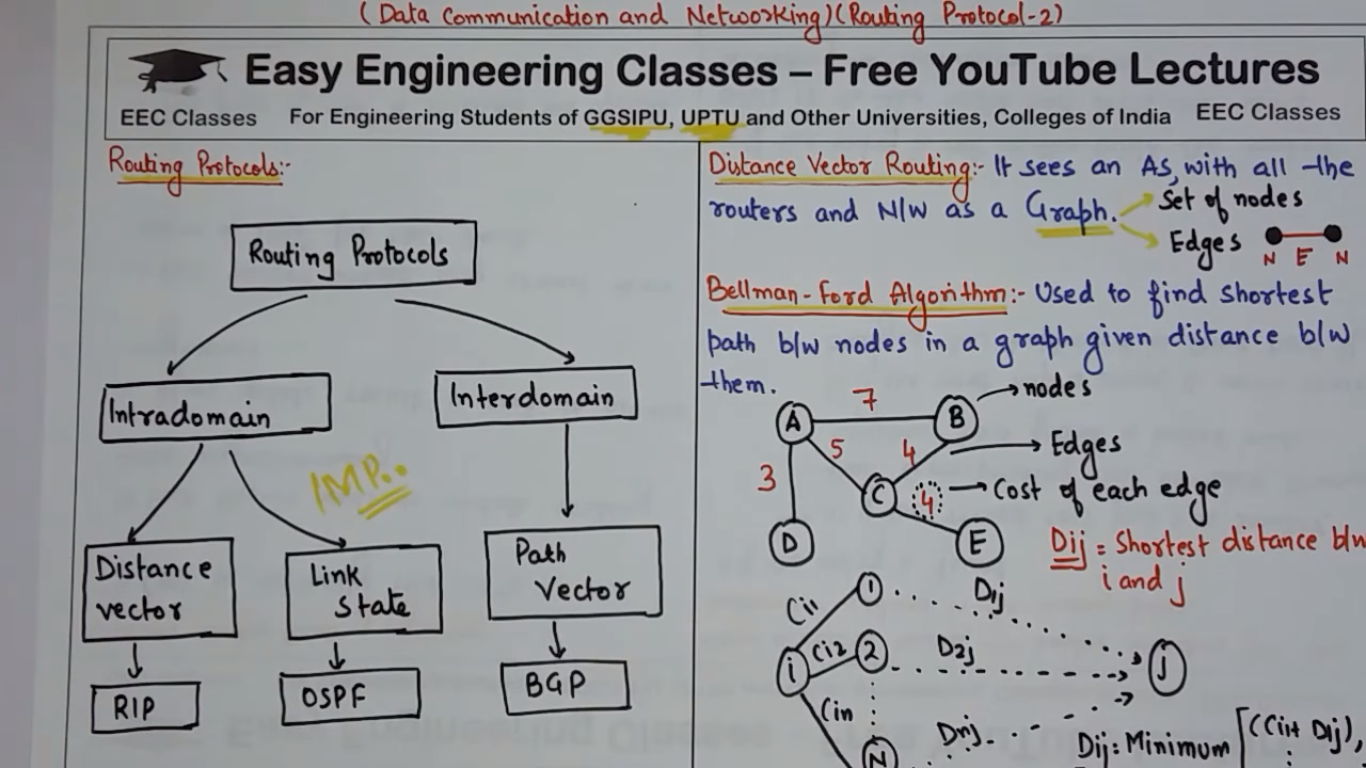 (Data Communication and Networking)(Routing Protocol-2)
Easy Engineering Classes – Free YouTube Lectures
EEC Classes For Engineering Students of GGSIPU, UPTU and Other Universities, Colleges of India EEC Classes
Routing Protocols:-
Routing Protocols
Intradomain
Interdomain
IMP.
Distance
vector
Link
State
Path
Vector
RIP
OSPF
BGP
Distance Vector Routing:- It sees an AS, with all the
routers and N/W as a Graph.
Set of nodes
Edges
N E N
Bellman-Ford Algorithm:- Used to find shortest
path b/w nodes in a graph given distance b/w
them.
A 7 B → nodes
5 4 → Edges
3
C 4 → Cost of each edge
D E
Dij = Shortest distance b/w
i and j
Ci1 1 D1j
i Ci2 2 D2j j
Cin
N Dnj
Dij = Minimum [(Ci1+ D1j),